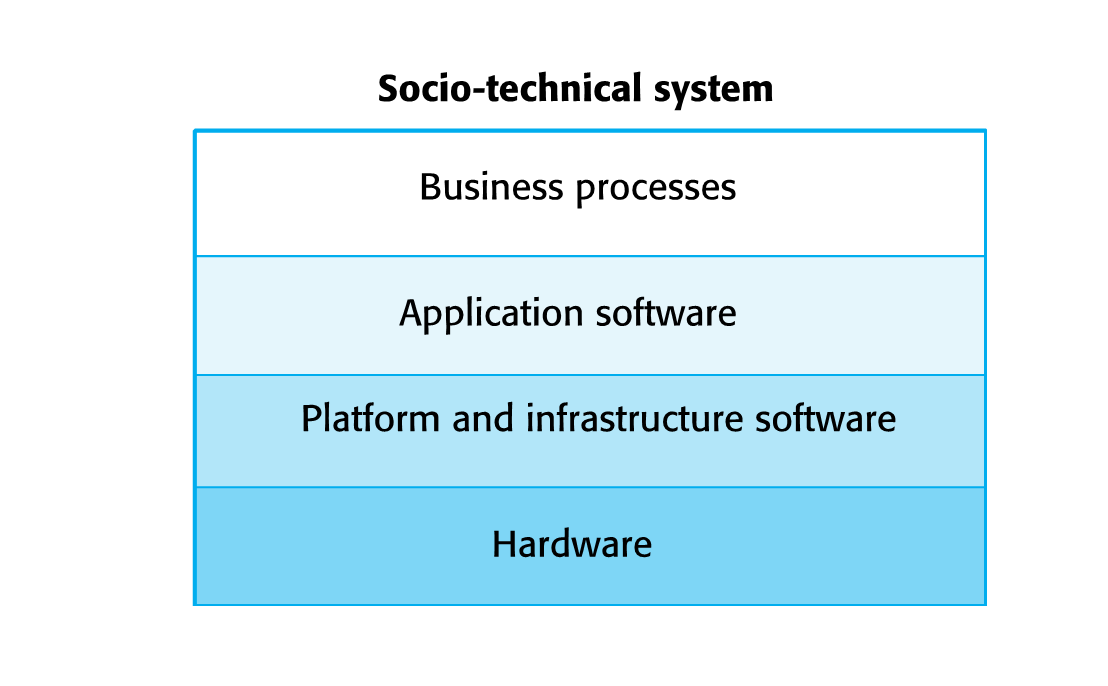 Socio-technical system
Business processes
Application software
Platform and infrastructure software
Hardware